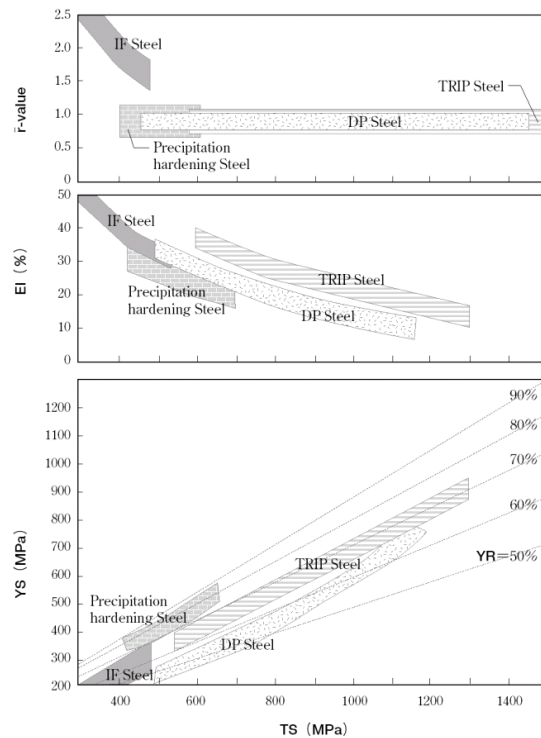 2.5
2.0
1.5
1.0
0.5
0
r̄-value
IF Steel
TRIP Steel
DP Steel
Precipitation
hardening Steel
50
40
30
20
10
0
El (%)
IF Steel
TRIP Steel
Precipitation
hardening Steel
DP Steel
1200
1100
1000
900
800
700
600
500
400
300
200
YS (MPa)
90%
80%
70%
60%
YR=50%
TRIP Steel
Precipitation
hardening Steel
DP Steel
IF Steel
400 600 800 1000 1200 1400
TS (MPa)